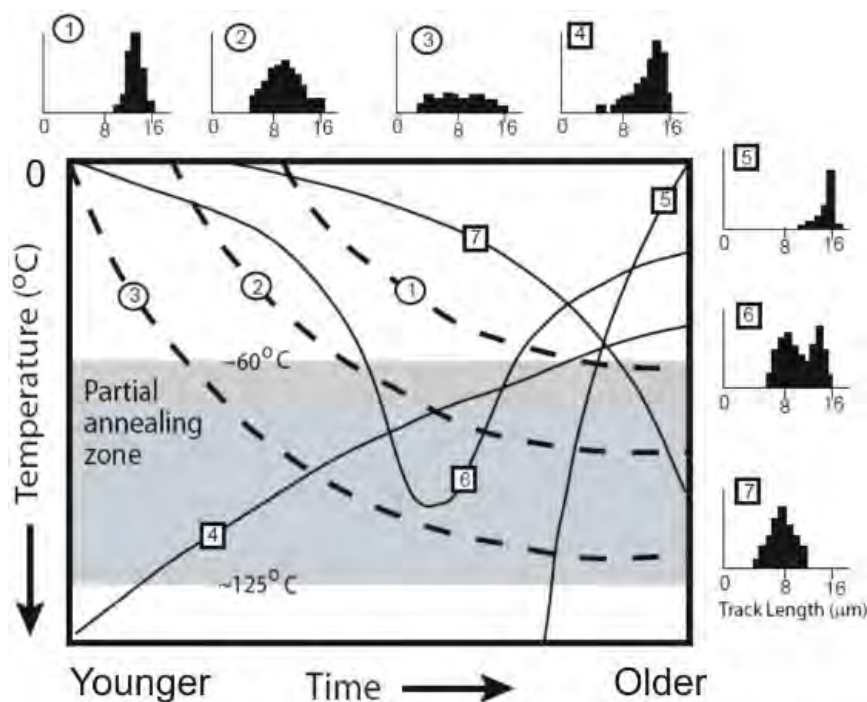 1
2
3
4
0 8 16
0 8 16
0 8 16
0 8 16
5
0 8 16
6
0 8 16
7
0 8 16
Track Length (μm)
0
Temperature (°C)
~60°C
Partial
annealing
zone
~125°C
3
2
1
7
5
6
4
Younger
Time
Older